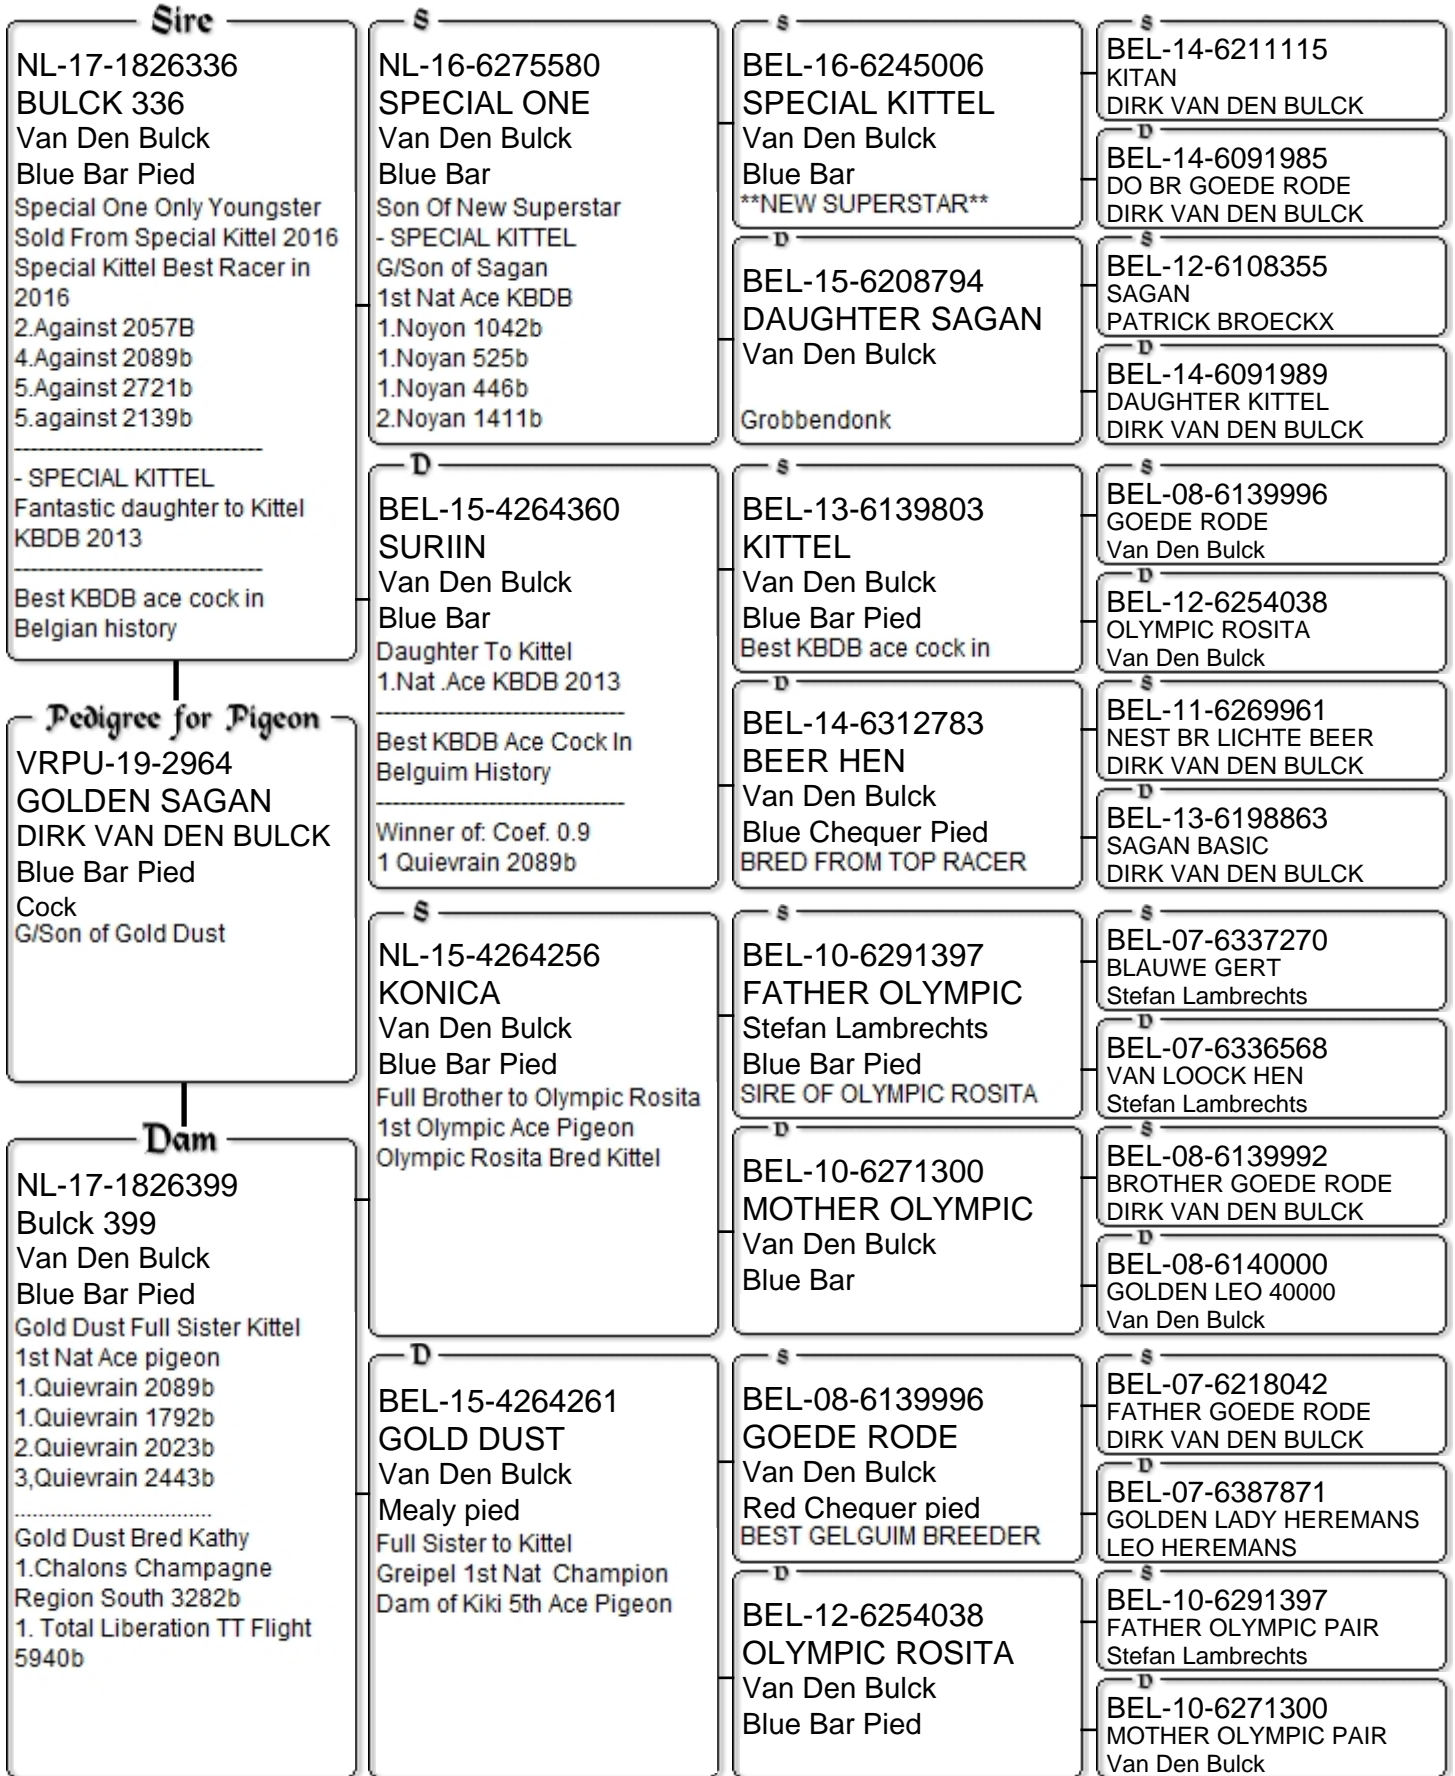 Sire
NL-17-1826336
BULCK 336
Van Den Bulck
Blue Bar Pied
Special One Only Youngster
Sold From Special Kittel 2016
Special Kittel Best Racer in
2016
2.Against 2057B
4.Against 2089b
5.Against 2721b
5.against 2139b
-------------------------------
- SPECIAL KITTEL
Fantastic daughter to Kittel
KBDB 2013
-------------------------------
Best KBDB ace cock in
Belgian history
Pedigree for Pigeon
VRPU-19-2964
GOLDEN SAGAN
DIRK VAN DEN BULCK
Blue Bar Pied
Cock
G/Son of Gold Dust
Dam
NL-17-1826399
Bulck 399
Van Den Bulck
Blue Bar Pied
Gold Dust Full Sister Kittel
1st Nat Ace pigeon
1.Quievrain 2089b
1.Quievrain 1792b
2.Quievrain 2023b
3,Quievrain 2443b
.................................
Gold Dust Bred Kathy
1.Chalons Champagne
Region South 3282b
1. Total Liberation TT Flight
5940b
S
NL-16-6275580
SPECIAL ONE
Van Den Bulck
Blue Bar
Son Of New Superstar
- SPECIAL KITTEL
G/Son of Sagan
1st Nat Ace KBDB
1.Noyon 1042b
1.Noyan 525b
1.Noyan 446b
2.Noyan 1411b
D
BEL-15-4264360
SURIIN
Van Den Bulck
Blue Bar
Daughter To Kittel
1.Nat .Ace KBDB 2013
-------------------------------
Best KBDB Ace Cock In
Belguim History
-------------------------------
Winner of: Coef. 0.9
1 Quievrain 2089b
S
NL-15-4264256
KONICA
Van Den Bulck
Blue Bar Pied
Full Brother to Olympic Rosita
1st Olympic Ace Pigeon
Olympic Rosita Bred Kittel
D
BEL-15-4264261
GOLD DUST
Van Den Bulck
Mealy pied
Full Sister to Kittel
Greipel 1st Nat  Champion
Dam of Kiki 5th Ace Pigeon
S
BEL-16-6245006
SPECIAL KITTEL
Van Den Bulck
Blue Bar
**NEW SUPERSTAR**
D
BEL-15-6208794
DAUGHTER SAGAN
Van Den Bulck
Grobbendonk
S
BEL-13-6139803
KITTEL
Van Den Bulck
Blue Bar Pied
Best KBDB ace cock in
D
BEL-14-6312783
BEER HEN
Van Den Bulck
Blue Chequer Pied
BRED FROM TOP RACER
S
BEL-10-6291397
FATHER OLYMPIC
Stefan Lambrechts
Blue Bar Pied
SIRE OF OLYMPIC ROSITA
D
BEL-10-6271300
MOTHER OLYMPIC
Van Den Bulck
Blue Bar
S
BEL-08-6139996
GOEDE RODE
Van Den Bulck
Red Chequer pied
BEST GELGUIM BREEDER
D
BEL-12-6254038
OLYMPIC ROSITA
Van Den Bulck
Blue Bar Pied
S
BEL-14-6211115
KITAN
DIRK VAN DEN BULCK
D
BEL-14-6091985
DO BR GOEDE RODE
DIRK VAN DEN BULCK
S
BEL-12-6108355
SAGAN
PATRICK BROECKX
D
BEL-14-6091989
DAUGHTER KITTEL
DIRK VAN DEN BULCK
S
BEL-08-6139996
GOEDE RODE
Van Den Bulck
D
BEL-12-6254038
OLYMPIC ROSITA
Van Den Bulck
S
BEL-11-6269961
NEST BR LICHTE BEER
DIRK VAN DEN BULCK
D
BEL-13-6198863
SAGAN BASIC
DIRK VAN DEN BULCK
S
BEL-07-6337270
BLAUWE GERT
Stefan Lambrechts
D
BEL-07-6336568
VAN LOOCK HEN
Stefan Lambrechts
S
BEL-08-6139992
BROTHER GOEDE RODE
DIRK VAN DEN BULCK
D
BEL-08-6140000
GOLDEN LEO 40000
Van Den Bulck
S
BEL-07-6218042
FATHER GOEDE RODE
DIRK VAN DEN BULCK
D
BEL-07-6387871
GOLDEN LADY HEREMANS
LEO HEREMANS
S
BEL-10-6291397
FATHER OLYMPIC PAIR
Stefan Lambrechts
D
BEL-10-6271300
MOTHER OLYMPIC PAIR
Van Den Bulck